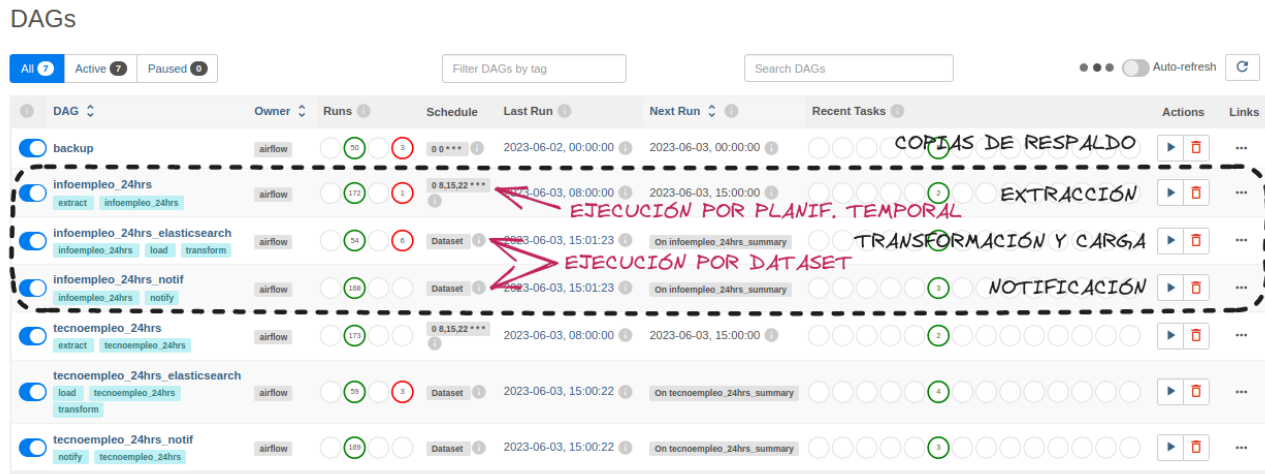 DAGs
All 7 Active 7 Paused 0 Filter DAGs by tag Search DAGs Auto-refresh
DAG Owner Runs Schedule Last Run Next Run Recent Tasks Actions Links
backup airflow 50 3 0 0 * * * 2023-06-02, 00:00:00 2023-06-03, 00:00:00 COPIAS DE RESPALDO
infoempleo_24hrs airflow 172 1 0 8,15,22 * * * 2023-06-03, 08:00:00 2023-06-03, 15:00:00 2 EXTRACCIÓN
extract infoempleo_24hrs
EJECUCIÓN POR PLANIF. TEMPORAL
infoempleo_24hrs_elasticsearch airflow 54 6 Dataset 2023-06-03, 15:01:23 On infoempleo_24hrs_summary TRANSFORMACIÓN Y CARGA
infoempleo_24hrs load transform
EJECUCIÓN POR DATASET
infoempleo_24hrs_notif airflow 168 Dataset 2023-06-03, 15:01:23 On infoempleo_24hrs_summary 3 NOTIFICACIÓN
infoempleo_24hrs notify
tecnoempleo_24hrs airflow 173 0 8,15,22 * * * 2023-06-03, 08:00:00 2023-06-03, 15:00:00 2
extract tecnoempleo_24hrs
tecnoempleo_24hrs_elasticsearch airflow 59 3 Dataset 2023-06-03, 15:00:22 On tecnoempleo_24hrs_summary 4
load tecnoempleo_24hrs
transform
tecnoempleo_24hrs_notif airflow 169 Dataset 2023-06-03, 15:00:22 On tecnoempleo_24hrs_summary 3
notify tecnoempleo_24hrs